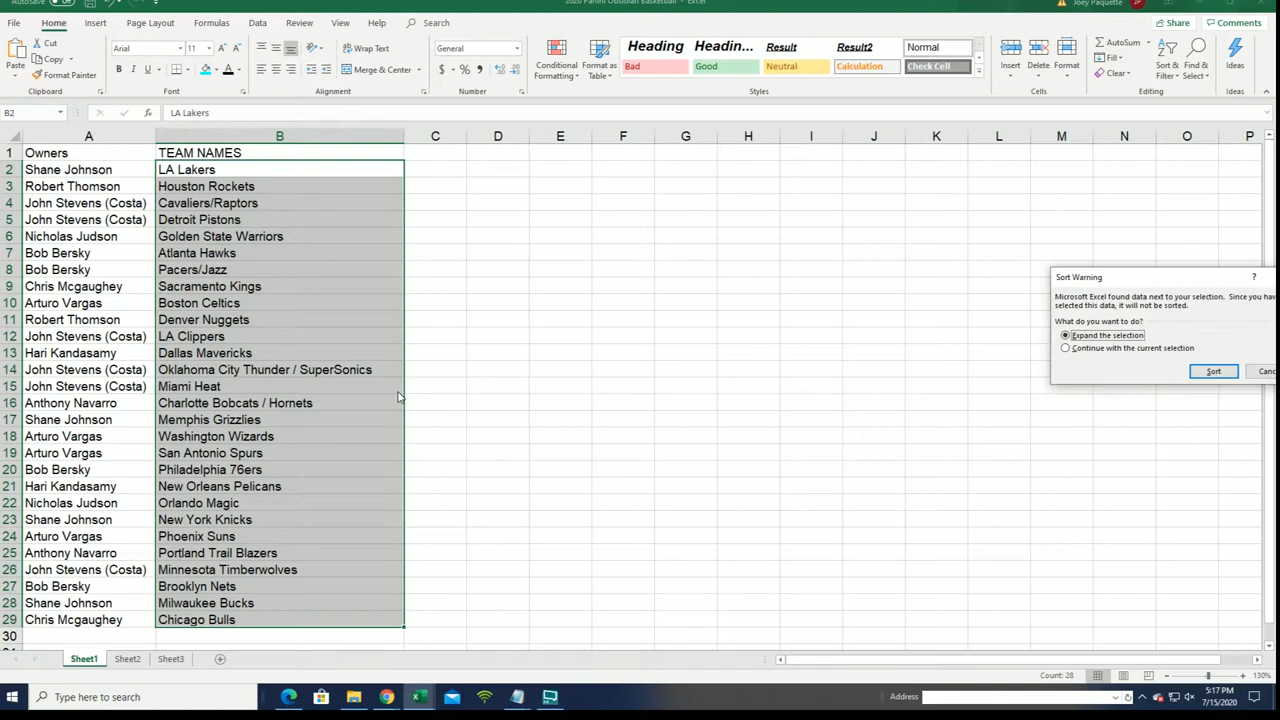 AutoSave Off 2020 Panini Obsidian Basketball - Excel Joey Paquette JP
File Home Insert Page Layout Formulas Data Review View Help Search Share Comments
Paste Cut Copy Format Painter Clipboard
Arial 11 A A B I U A Font
Wrap Text Merge & Center Alignment
General $ % , Number
Conditional Formatting Format as Table
Heading Headin... Result Result2 Normal
Bad Good Neutral Calculation Check Cell
Styles
Insert Delete Format Cells
AutoSum Fill Clear Sort & Filter Find & Select Editing
Ideas Ideas
B2 fx LA Lakers
A B C D E F G H I J K L M N O P
1 Owners TEAM NAMES
2 Shane Johnson LA Lakers
3 Robert Thomson Houston Rockets
4 John Stevens (Costa) Cavaliers/Raptors
5 John Stevens (Costa) Detroit Pistons
6 Nicholas Judson Golden State Warriors
7 Bob Bersky Atlanta Hawks
8 Bob Bersky Pacers/Jazz
9 Chris Mcgaughey Sacramento Kings
10 Arturo Vargas Boston Celtics
11 Robert Thomson Denver Nuggets
12 John Stevens (Costa) LA Clippers
13 Hari Kandasamy Dallas Mavericks
14 John Stevens (Costa) Oklahoma City Thunder / SuperSonics
15 John Stevens (Costa) Miami Heat
16 Anthony Navarro Charlotte Bobcats / Hornets
17 Shane Johnson Memphis Grizzlies
18 Arturo Vargas Washington Wizards
19 Arturo Vargas San Antonio Spurs
20 Bob Bersky Philadelphia 76ers
21 Hari Kandasamy New Orleans Pelicans
22 Nicholas Judson Orlando Magic
23 Shane Johnson New York Knicks
24 Arturo Vargas Phoenix Suns
25 Anthony Navarro Portland Trail Blazers
26 John Stevens (Costa) Minnesota Timberwolves
27 Bob Bersky Brooklyn Nets
28 Shane Johnson Milwaukee Bucks
29 Chris Mcgaughey Chicago Bulls
30
Sort Warning ?
Microsoft Excel found data next to your selection. Since you hav
selected this data, it will not be sorted.
What do you want to do?
Expand the selection
Continue with the current selection
Sort Canc
Sheet1 Sheet2 Sheet3
Count: 28 130%
Type here to search Address 5:17 PM
7/15/2020